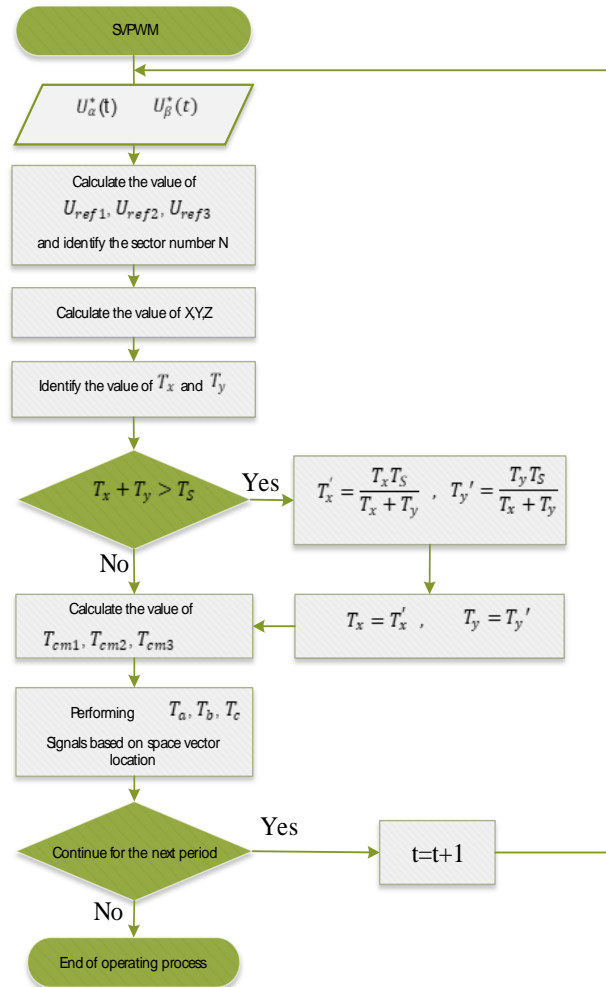 SVPWM
U*α(t) U*β(t)
Calculate the value of
U_ref1, U_ref2, U_ref3
and identify the sector number N
Calculate the value of X,Y,Z
Identify the value of T_x and T_y
T_x + T_y > T_S
Yes
T_x' = T_x T_S / (T_x + T_y) , T_y' = T_y T_S / (T_x + T_y)
No
Calculate the value of
T_cm1, T_cm2, T_cm3
T_x = T_x' , T_y = T_y'
Performing T_a, T_b, T_c
Signals based on space vector
location
Continue for the next period
Yes
t=t+1
No
End of operating process